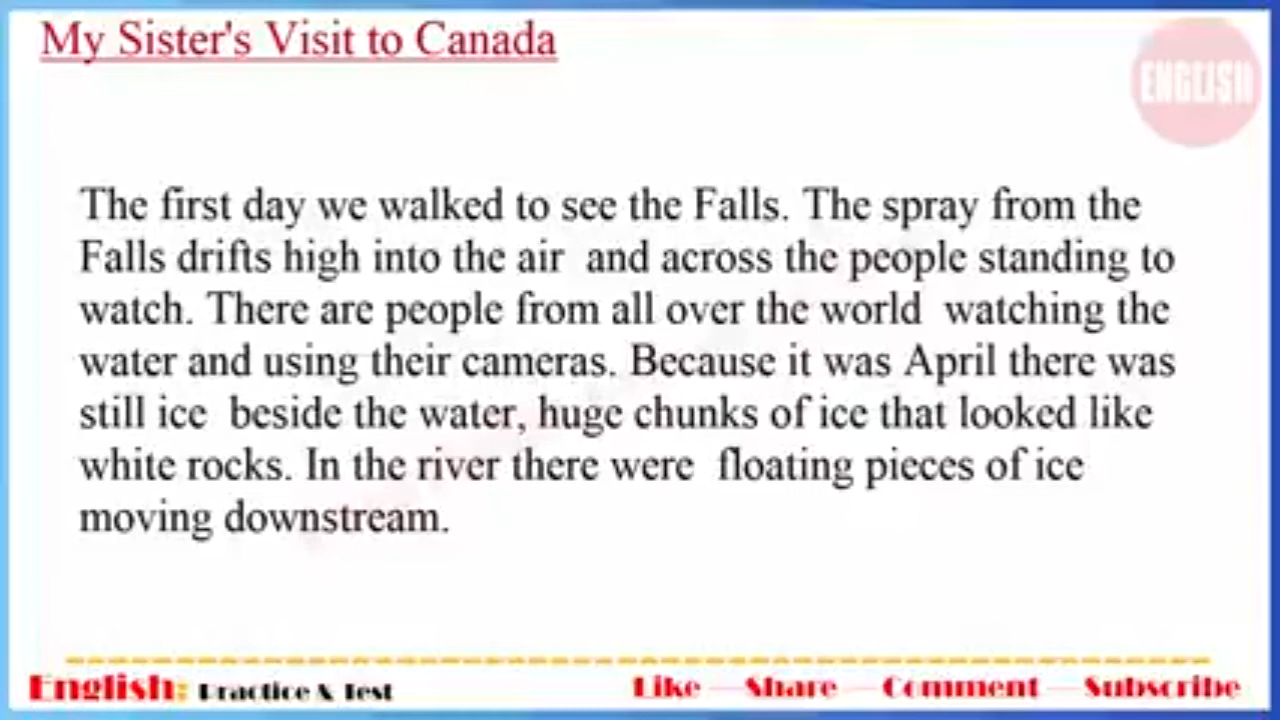 My Sister's Visit to Canada
ENGLISH
The first day we walked to see the Falls. The spray from the
Falls drifts high into the air and across the people standing to
watch. There are people from all over the world watching the
water and using their cameras. Because it was April there was
still ice beside the water, huge chunks of ice that looked like
white rocks. In the river there were floating pieces of ice
moving downstream.
English: Practice & Test
Like — Share — Comment — Subscribe